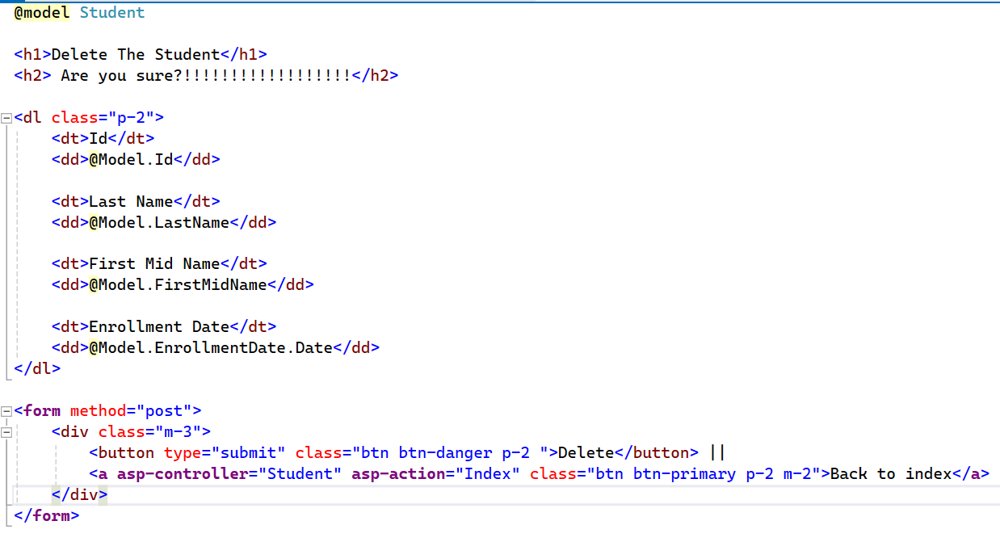 @model Student
<h1>Delete The Student</h1>
<h2> Are you sure?!!!!!!!!!!!!!!!!!!</h2>
<dl class="p-2">
<dt>Id</dt>
<dd>@Model.Id</dd>
<dt>Last Name</dt>
<dd>@Model.LastName</dd>
<dt>First Mid Name</dt>
<dd>@Model.FirstMidName</dd>
<dt>Enrollment Date</dt>
<dd>@Model.EnrollmentDate.Date</dd>
</dl>
<form method="post">
<div class="m-3">
<button type="submit" class="btn btn-danger p-2 ">Delete</button> ||
<a asp-controller="Student" asp-action="Index" class="btn btn-primary p-2 m-2">Back to index</a>
</div>
</form>